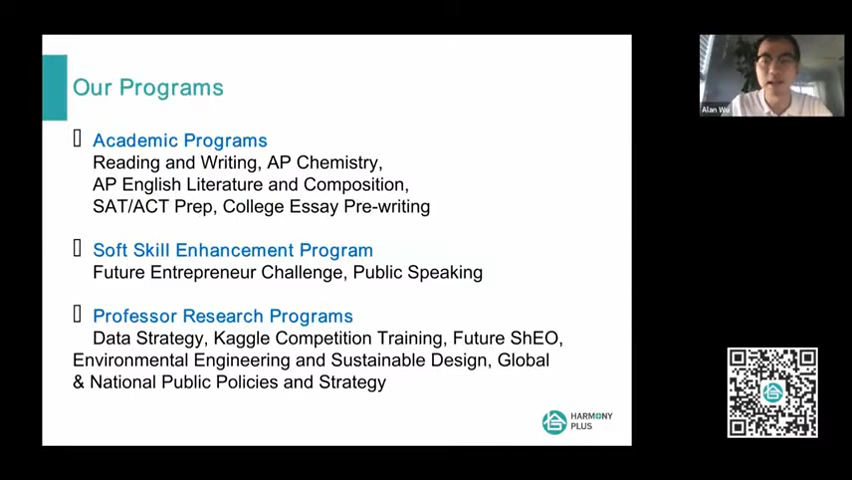 Our Programs
Academic Programs
Reading and Writing, AP Chemistry,
AP English Literature and Composition,
SAT/ACT Prep, College Essay Pre-writing
Soft Skill Enhancement Program
Future Entrepreneur Challenge, Public Speaking
Professor Research Programs
Data Strategy, Kaggle Competition Training, Future ShEO,
Environmental Engineering and Sustainable Design, Global
& National Public Policies and Strategy
HARMONY
PLUS
Alan